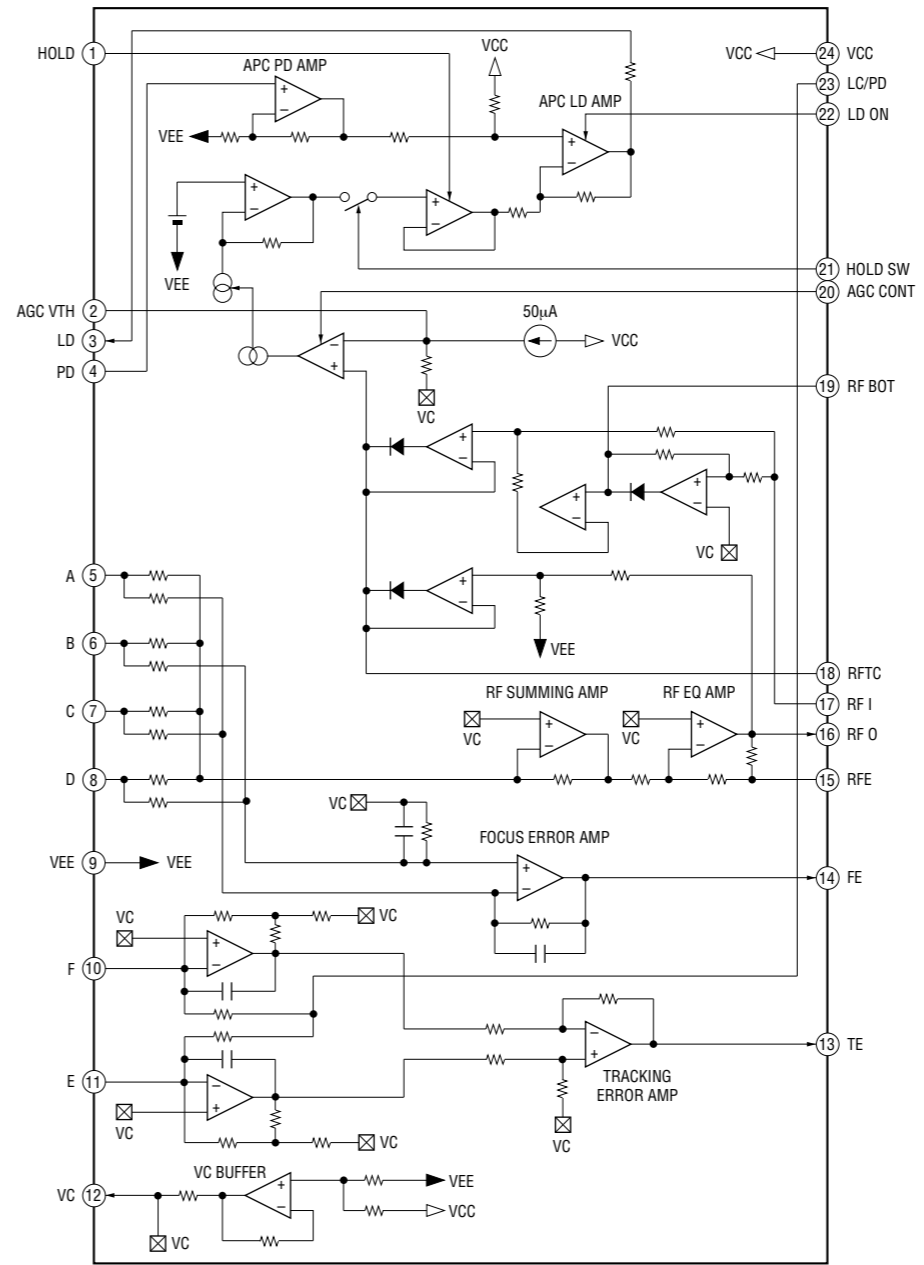 HOLD 1
VCC
VCC
24 VCC
APC PD AMP
23 LC/PD
APC LD AMP
22 LD ON
+
−
VEE
+
−
+
−
+
−
VEE
21 HOLD SW
20 AGC CONT
AGC VTH 2
50μA
LD 3
−
+
VCC
PD 4
VC
19 RF BOT
+
−
+
−
+
−
VC
A 5
+
−
B 6
VEE
18 RFTC
C 7
RF SUMMING AMP
RF EQ AMP
17 RF I
VC
+
−
VC
+
−
16 RF O
D 8
15 RFE
VC
FOCUS ERROR AMP
VEE 9
VEE
+
−
14 FE
VC
VC
+
−
F 10
−
+
13 TE
E 11
−
+
TRACKING
ERROR AMP
VC
VC
VC
VC BUFFER
VEE
VC 12
+
−
VCC
VC